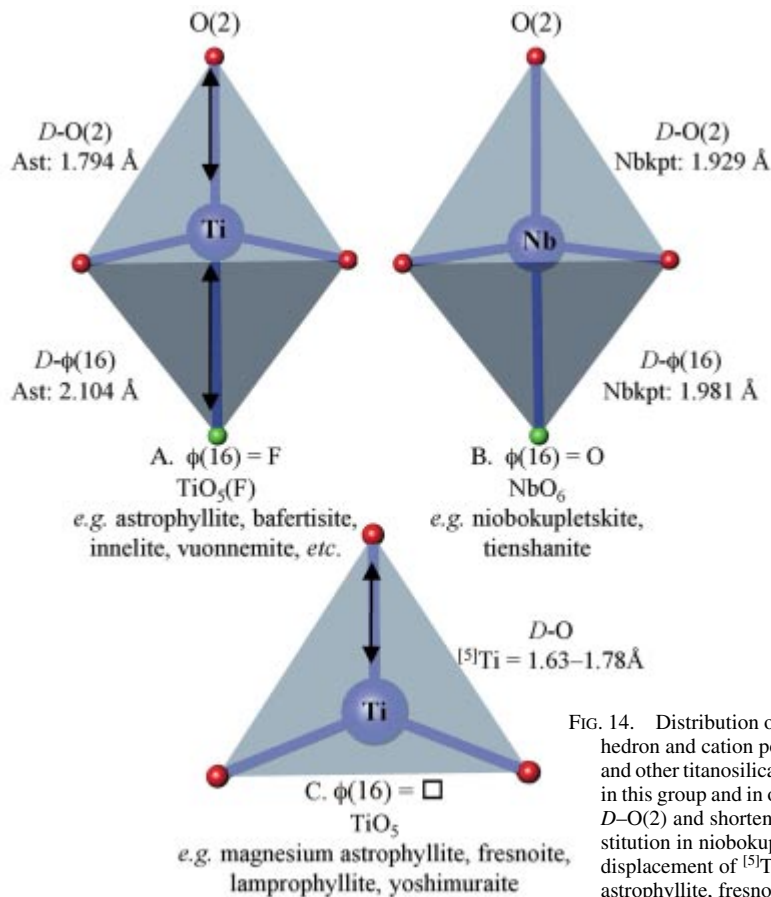 O(2)
O(2)
D-O(2)
Ast: 1.794 Å
D-O(2)
Nbkpt: 1.929 Å
Ti
Nb
D-ϕ(16)
Ast: 2.104 Å
D-ϕ(16)
Nbkpt: 1.981 Å
A. ϕ(16) = F
TiO₅(F)
e.g. astrophyllite, bafertisite,
innelite, vuonnemite, etc.
B. ϕ(16) = O
NbO₆
e.g. niobokupletskite,
tienshanite
D-O
[5]Ti = 1.63–1.78Å
Ti
C. ϕ(16) = □
TiO₅
e.g. magnesium astrophyllite, fresnoite,
lamprophyllite, yoshimuraite
FIG. 14. Distribution o
hedron and cation po
and other titanosilica
in this group and in o
D–O(2) and shorten
stitution in niobokup
displacement of [5]T
astrophyllite, fresno